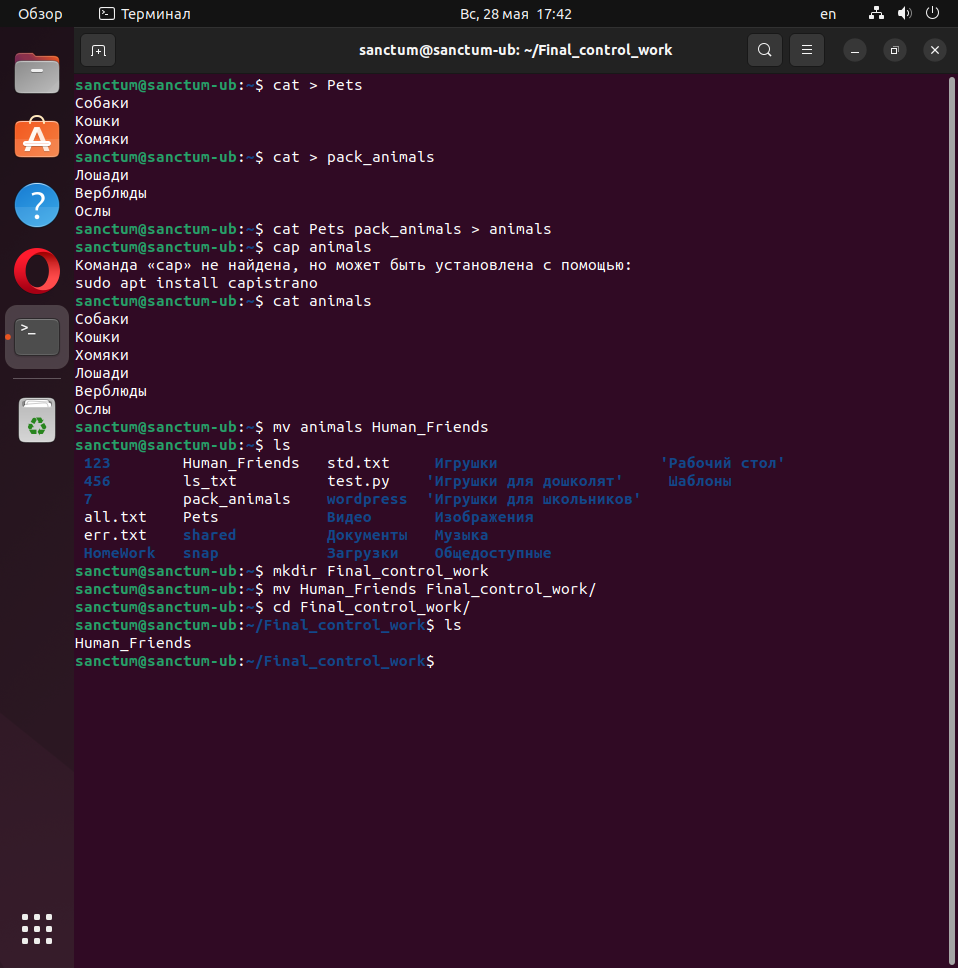 Обзор Терминал Вс, 28 мая 17:42 en
sanctum@sanctum-ub: ~/Final_control_work
sanctum@sanctum-ub:~$ cat > Pets
Собаки
Кошки
Хомяки
sanctum@sanctum-ub:~$ cat > pack_animals
Лошади
Верблюды
Ослы
sanctum@sanctum-ub:~$ cat Pets pack_animals > animals
sanctum@sanctum-ub:~$ cap animals
Команда «cap» не найдена, но может быть установлена с помощью:
sudo apt install capistrano
sanctum@sanctum-ub:~$ cat animals
Собаки
Кошки
Хомяки
Лошади
Верблюды
Ослы
sanctum@sanctum-ub:~$ mv animals Human_Friends
sanctum@sanctum-ub:~$ ls
123 Human_Friends std.txt Игрушки 'Рабочий стол'
456 ls_txt test.py 'Игрушки для дошколят' Шаблоны
7 pack_animals wordpress 'Игрушки для школьников'
all.txt Pets Видео Изображения
err.txt shared Документы Музыка
HomeWork snap Загрузки Общедоступные
sanctum@sanctum-ub:~$ mkdir Final_control_work
sanctum@sanctum-ub:~$ mv Human_Friends Final_control_work/
sanctum@sanctum-ub:~$ cd Final_control_work/
sanctum@sanctum-ub:~/Final_control_work$ ls
Human_Friends
sanctum@sanctum-ub:~/Final_control_work$